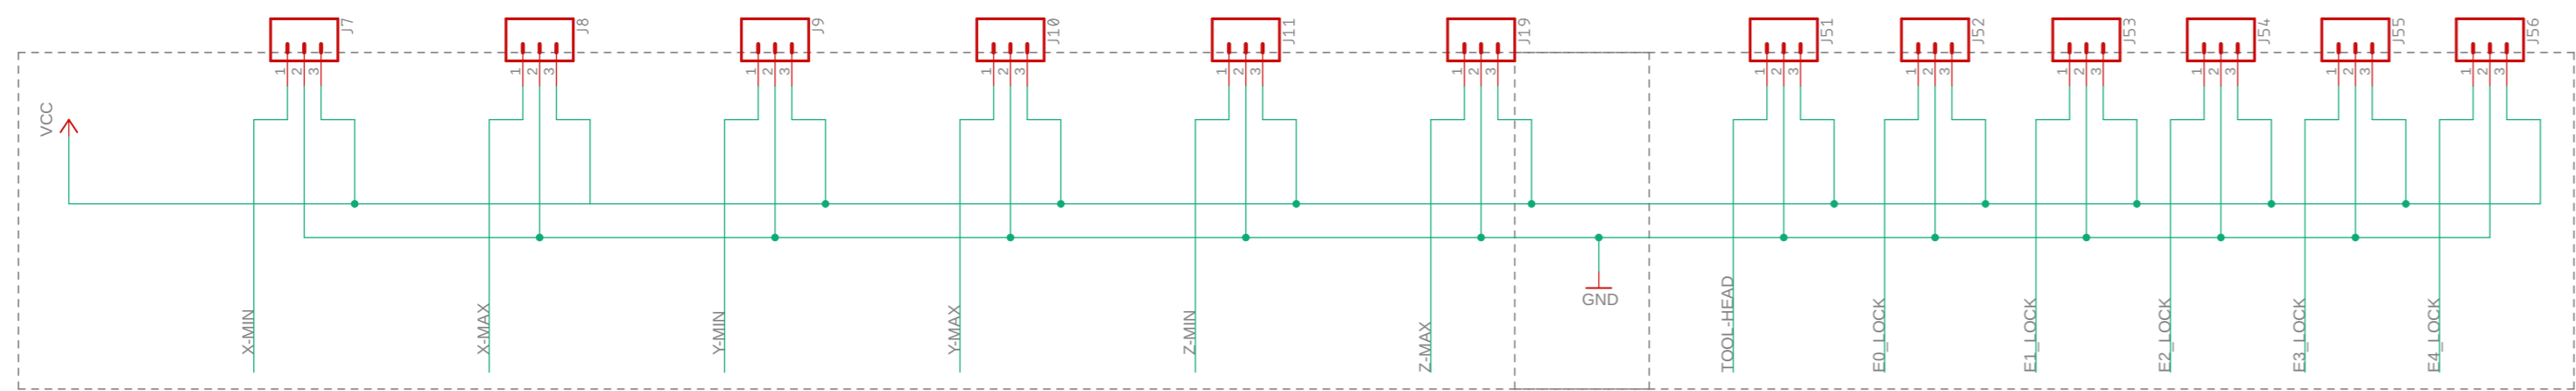 J7
J8
J9
J10
J11
J19
J51
J52
J53
J54
J55
J56
1 2 3
1 2 3
1 2 3
1 2 3
1 2 3
1 2 3
1 2 3
1 2 3
1 2 3
1 2 3
1 2 3
1 2 3
VCC
GND
X-MIN
X-MAX
Y-MIN
Y-MAX
Z-MIN
Z-MAX
TOOL-HEAD
E0_LOCK
E1_LOCK
E2_LOCK
E3_LOCK
E4_LOCK